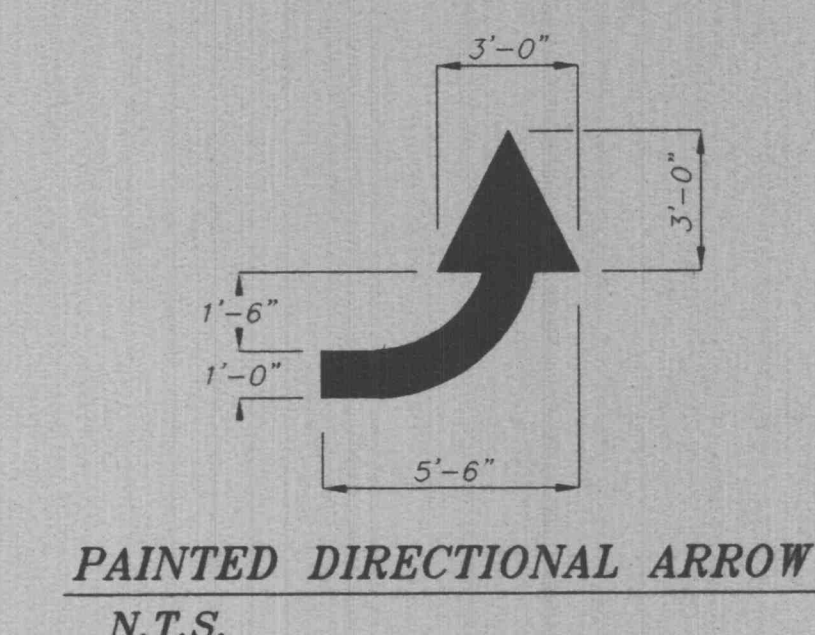 3'-0"
3'-0"
1'-6"
1'-0"
5'-6"
PAINTED DIRECTIONAL ARROW
N.T.S.